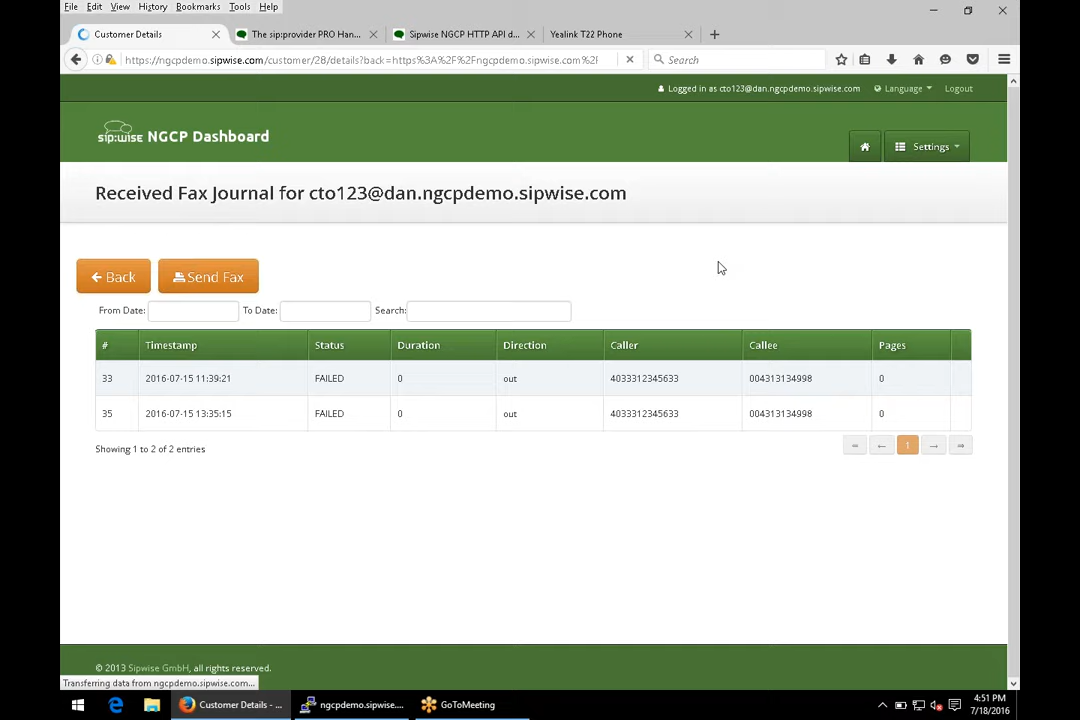 File Edit View History Bookmarks Tools Help
Customer Details
The sip:provider PRO Han...
Sipwise NGCP HTTP API d...
Yealink T22 Phone
https://ngcpdemo.sipwise.com/customer/28/details?back=https%3A%2F%2Fngcpdemo.sipwise.com%2F
Search
Logged in as cto123@dan.ngcpdemo.sipwise.com
Language
Logout
sip:wise NGCP Dashboard
Settings
Received Fax Journal for cto123@dan.ngcpdemo.sipwise.com
Back
Send Fax
From Date: To Date: Search:
# Timestamp Status Duration Direction Caller Callee Pages
33 2016-07-15 11:39:21 FAILED 0 out 4033312345633 004313134998 0
35 2016-07-15 13:35:15 FAILED 0 out 4033312345633 004313134998 0
Showing 1 to 2 of 2 entries
1
© 2013 Sipwise GmbH, all rights reserved.
Transferring data from ngcpdemo.sipwise.com...
Customer Details - ...
ngcpdemo.sipwise....
GoToMeeting
4:51 PM
7/18/2016